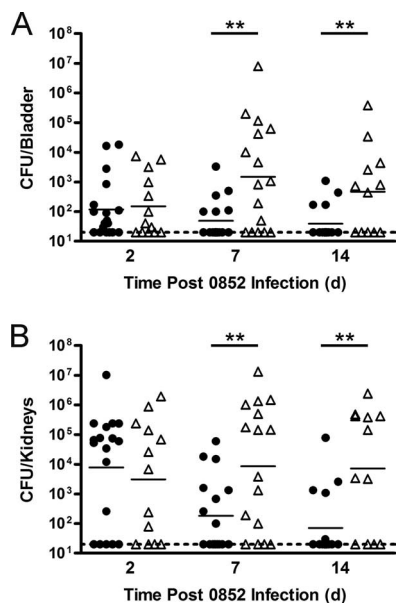 A
** **
CFU/Bladder
10⁸
10⁷
10⁶
10⁵
10⁴
10³
10²
10¹
2 7 14
Time Post 0852 Infection (d)
B
** **
CFU/Kidneys
10⁸
10⁷
10⁶
10⁵
10⁴
10³
10²
10¹
2 7 14
Time Post 0852 Infection (d)